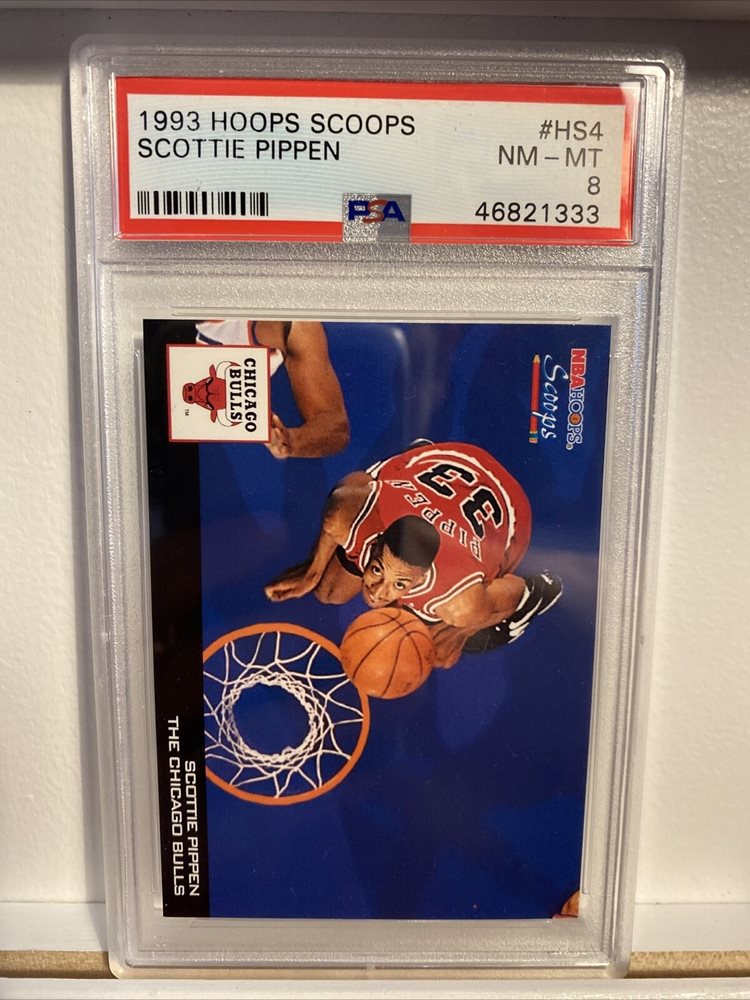 1993 HOOPS SCOOPS
SCOTTIE PIPPEN
#HS4
NM – MT
8
46821333
PSA
CHICAGO
BULLS
TM
NBA HOOPS
Scoops
PIPPEN
33
SCOTTIE PIPPEN
THE CHICAGO BULLS